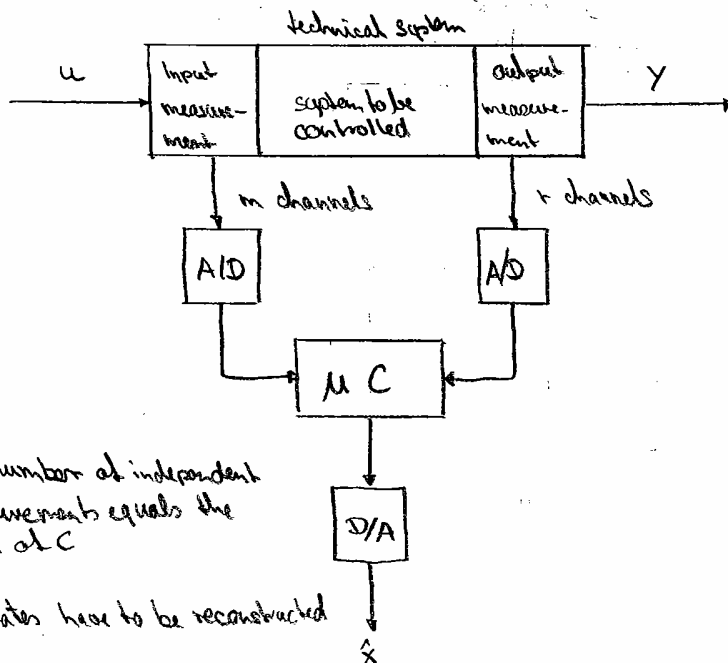 technical system
u
Input
measure-
ment
system to be
controlled
output
measure-
ment
y
m channels
r channels
A/D
A/D
μ C
number of independent
urements equals the
of C
D/A
ates have to be reconstructed
x̂